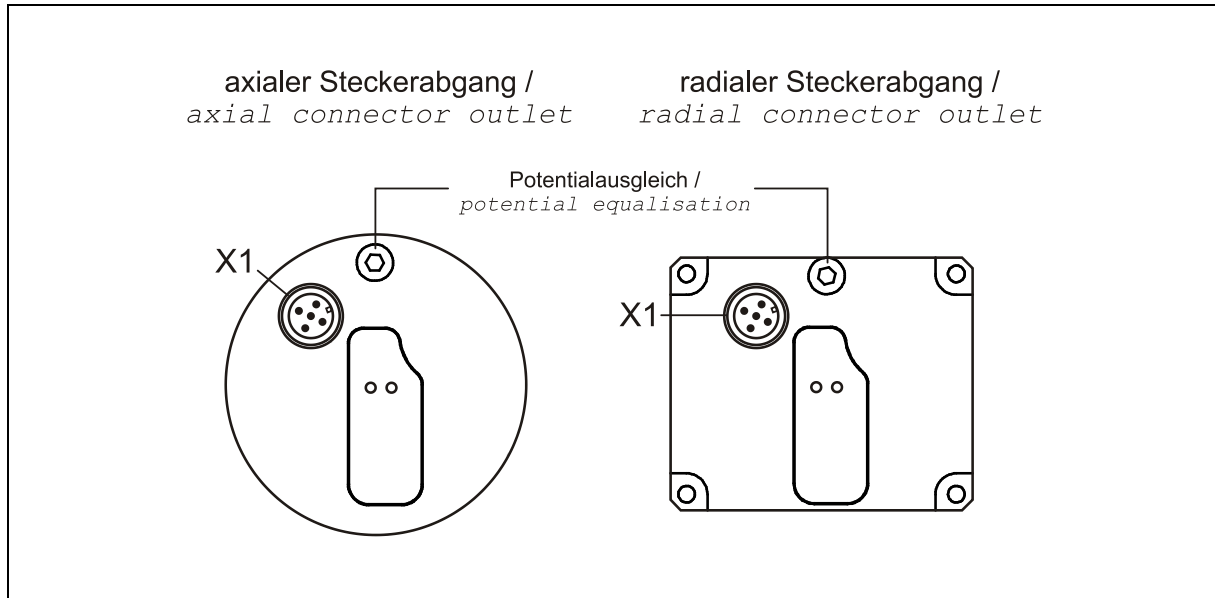 axialer Steckerabgang /
axial connector outlet
radialer Steckerabgang /
radial connector outlet
Potentialausgleich /
potential equalisation
X1
X1